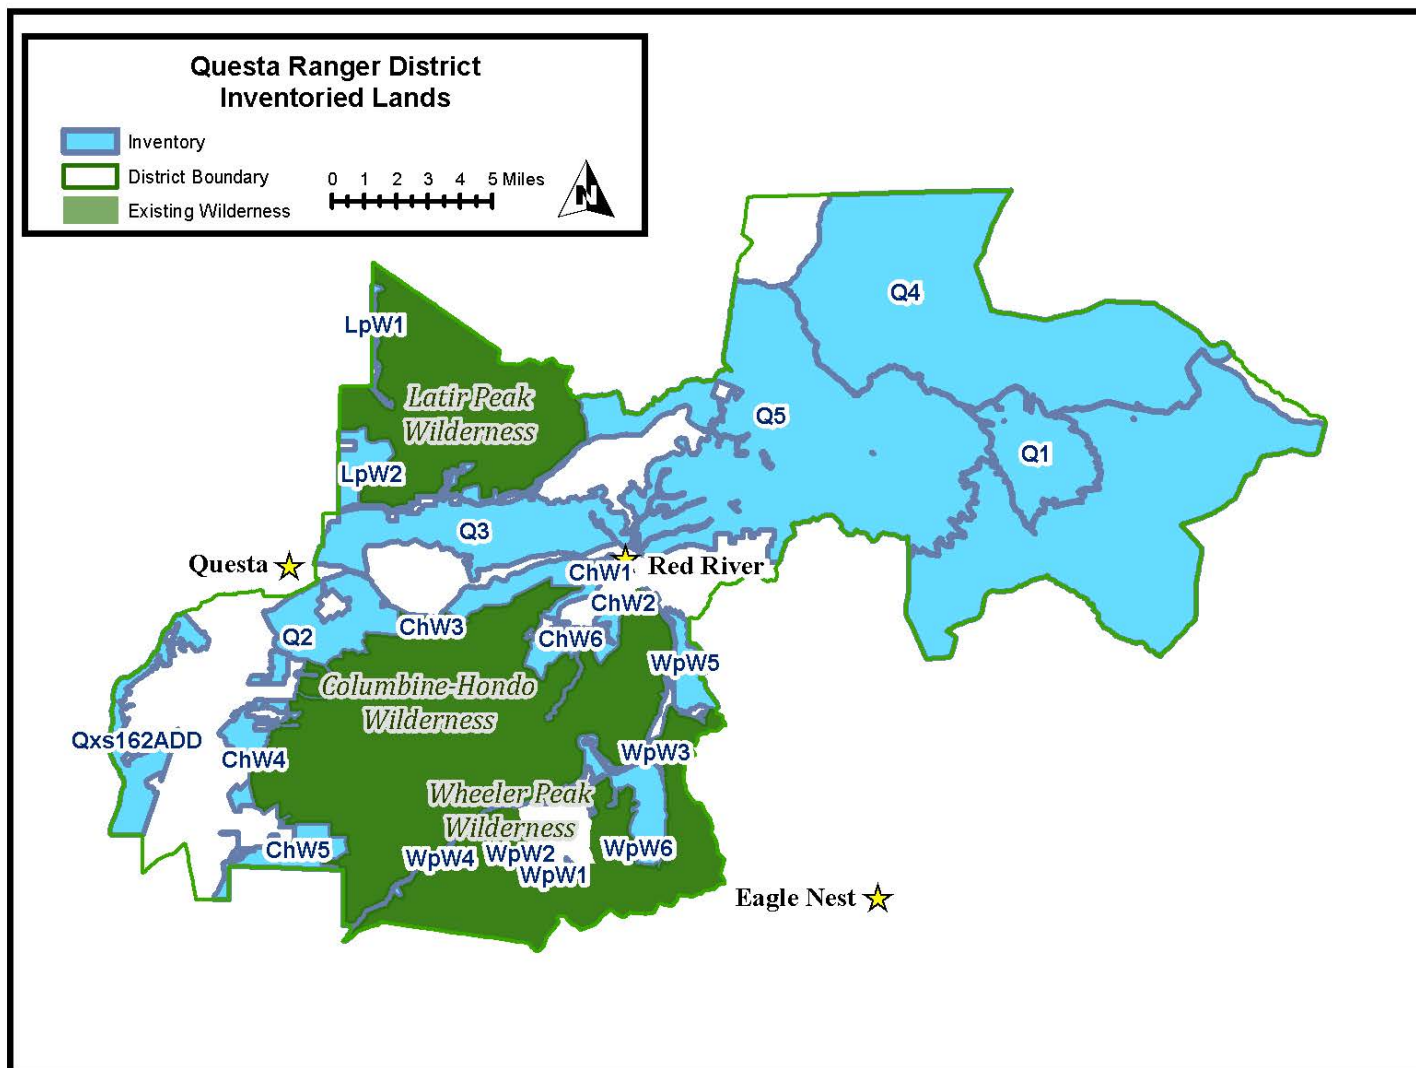 Questa Ranger District
Inventoried Lands
Inventory
District Boundary
Existing Wilderness
0 1 2 3 4 5 Miles
N
Q4
LpW1
Latir Peak
Wilderness
Q5
Q1
LpW2
Q3
Questa
Red River
ChW1
ChW2
ChW3
Q2
ChW6
WpW5
Columbine-Hondo
Wilderness
Qxs162ADD
ChW4
WpW3
Wheeler Peak
Wilderness
ChW5
WpW4
WpW2
WpW6
WpW1
Eagle Nest